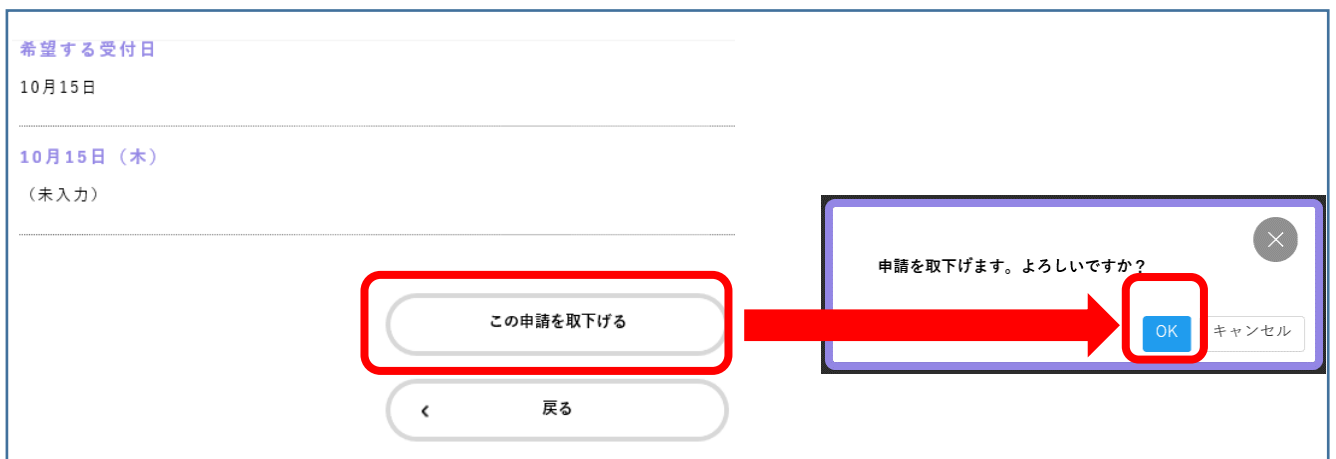 希望する受付日
10月15日
10月15日（木）
（未入力）
この申請を取下げる
戻る
申請を取下げます。よろしいですか？
OK
キャンセル